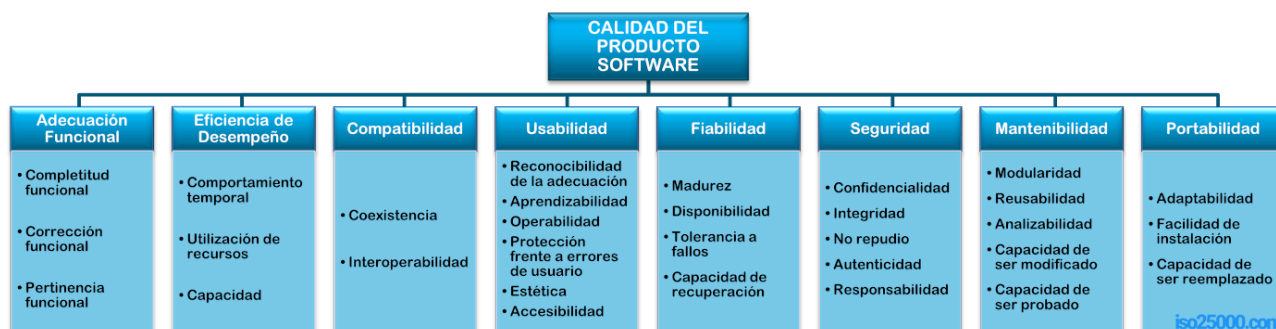 CALIDAD DEL
PRODUCTO
SOFTWARE
Adecuación
Funcional
• Completitud
funcional
• Corrección
funcional
• Pertinencia
funcional
Eficiencia de
Desempeño
• Comportamiento
temporal
• Utilización de
recursos
• Capacidad
Compatibilidad
• Coexistencia
• Interoperabilidad
Usabilidad
• Reconocibilidad
de la adecuación
• Aprendizabilidad
• Operabilidad
• Protección
frente a errores
de usuario
• Estética
• Accesibilidad
Fiabilidad
• Madurez
• Disponibilidad
• Tolerancia a
fallos
• Capacidad de
recuperación
Seguridad
• Confidencialidad
• Integridad
• No repudio
• Autenticidad
• Responsabilidad
Mantenibilidad
• Modularidad
• Reusabilidad
• Analizabilidad
• Capacidad de
ser modificado
• Capacidad de
ser probado
Portabilidad
• Adaptabilidad
• Facilidad de
instalación
• Capacidad de
ser reemplazado
iso25000.com